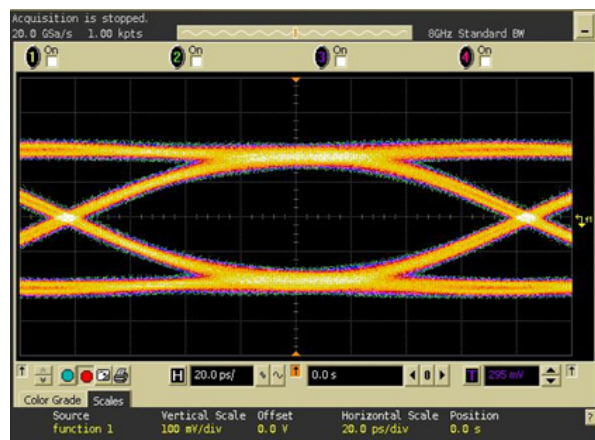 Acquisition is stopped.
20.0 GSa/s 1.00 kpts 8GHz Standard BW
1 On 2 On 3 On 4 On
f1
H 20.0 ps/ 0.0 s 0 T 295 mV
Color Grade Scales
Source Vertical Scale Offset Horizontal Scale Position
function 1 100 mV/div 0.0 V 20.0 ps/div 0.0 s
?